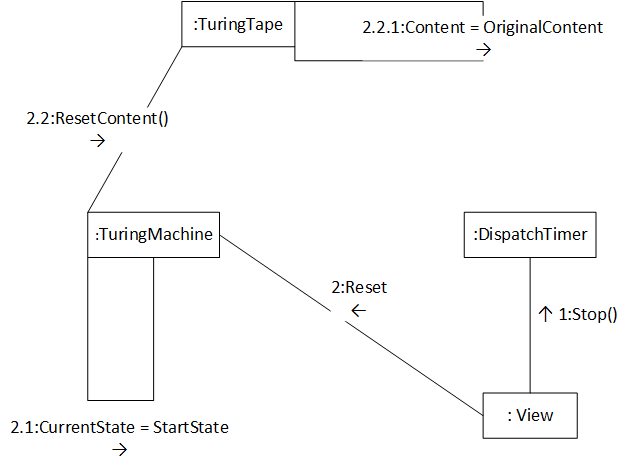 :TuringTape
2.2.1:Content = OriginalContent
→
2.2:ResetContent()
→
:TuringMachine
:DispatchTimer
2:Reset
←
↑ 1:Stop()
: View
2.1:CurrentState = StartState
→